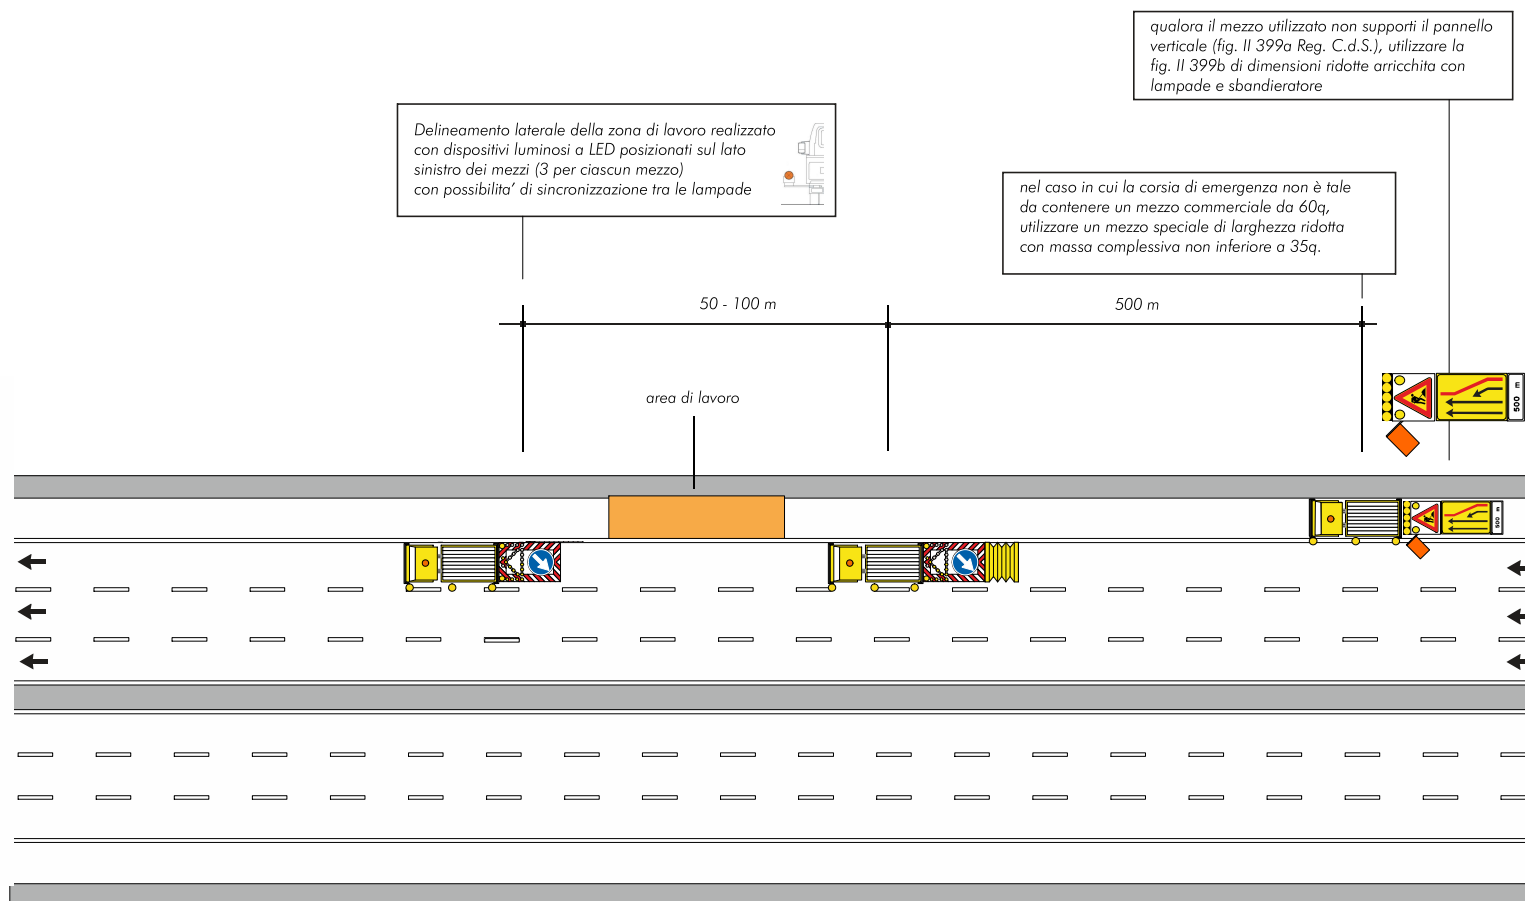 qualora il mezzo utilizzato non supporti il pannello
verticale (fig. II 399a Reg. C.d.S.), utilizzare la
fig. II 399b di dimensioni ridotte arricchita con
lampade e sbandieratore
Delineamento laterale della zona di lavoro realizzato
con dispositivi luminosi a LED posizionati sul lato
sinistro dei mezzi (3 per ciascun mezzo)
con possibilita' di sincronizzazione tra le lampade
nel caso in cui la corsia di emergenza non è tale
da contenere un mezzo commerciale da 60q,
utilizzare un mezzo speciale di larghezza ridotta
con massa complessiva non inferiore a 35q.
50 - 100 m
500 m
area di lavoro
500 m
500 m